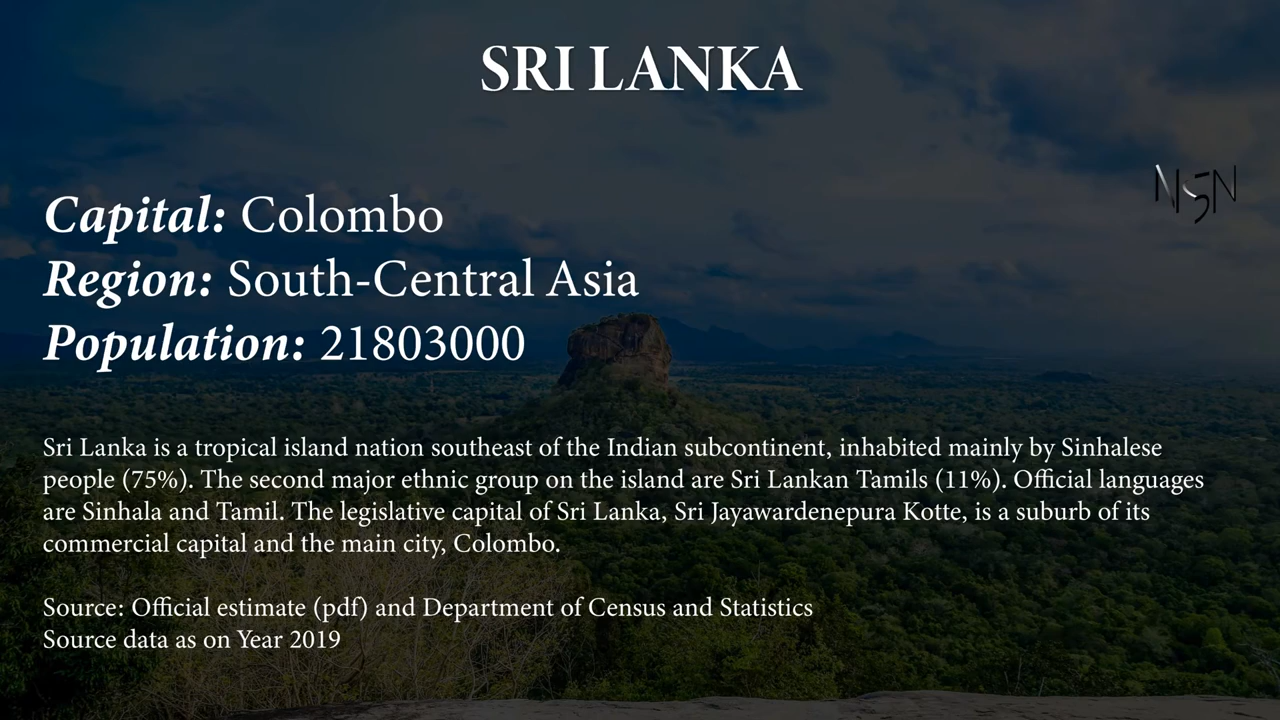 SRI LANKA
NSN
Capital: Colombo
Region: South-Central Asia
Population: 21803000
Sri Lanka is a tropical island nation southeast of the Indian subcontinent, inhabited mainly by Sinhalese
people (75%). The second major ethnic group on the island are Sri Lankan Tamils (11%). Official languages
are Sinhala and Tamil. The legislative capital of Sri Lanka, Sri Jayawardenepura Kotte, is a suburb of its
commercial capital and the main city, Colombo.
Source: Official estimate (pdf) and Department of Census and Statistics
Source data as on Year 2019